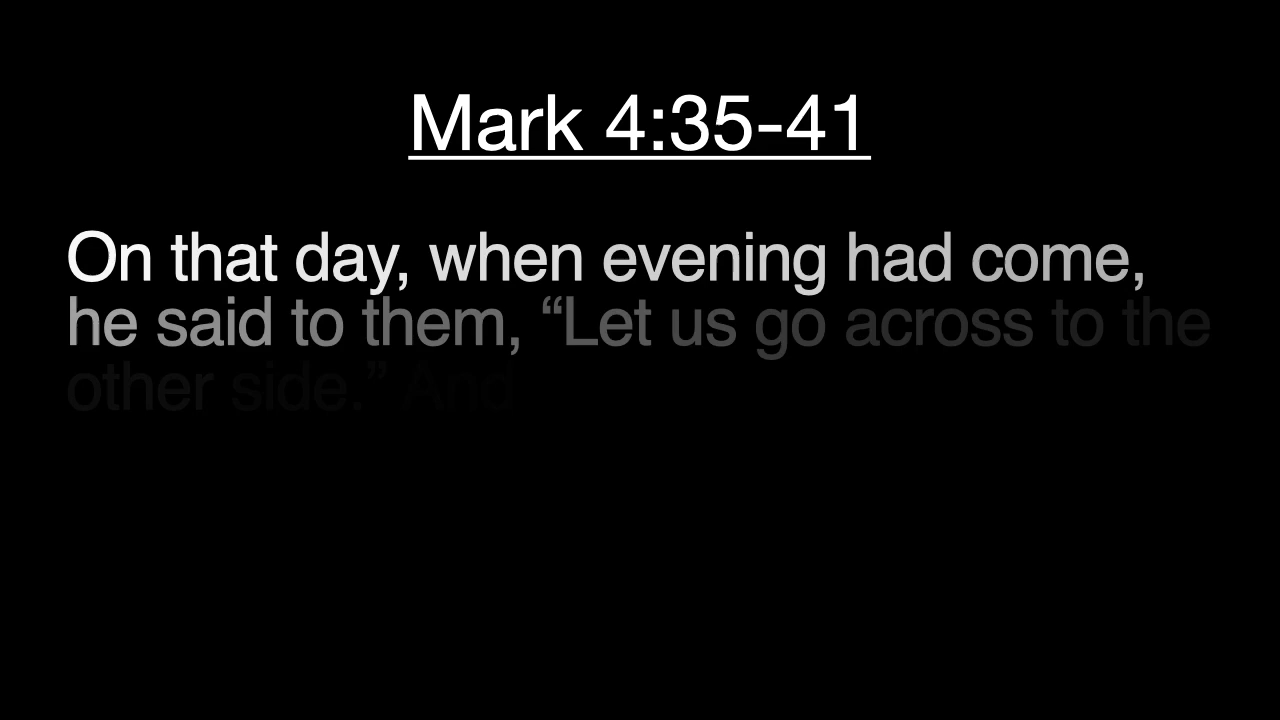 Mark 4:35-41
On that day, when evening had come,
he said to them, “Let us go across to the
other side.” And